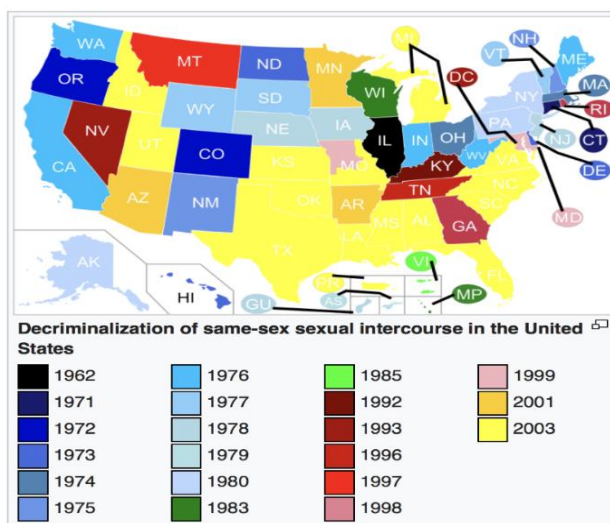 WA
MT
ND
MN
MI
VT
NH
ME
OR
ID
WI
DC
MA
SD
NY
WY
RI
IA
PA
NE
NJ
CT
NV
IL
IN
OH
UT
CO
WV
VA
DE
CA
KS
MO
KY
NC
MD
TN
SC
AZ
NM
OK
AR
MS
AL
GA
LA
TX
AK
VI
FL
HI
PR
MP
GU
AS
Decriminalization of same-sex sexual intercourse in the United
States
1962 1976 1985 1999
1971 1977 1992 2001
1972 1978 1993 2003
1973 1979 1996
1974 1980 1997
1975 1983 1998